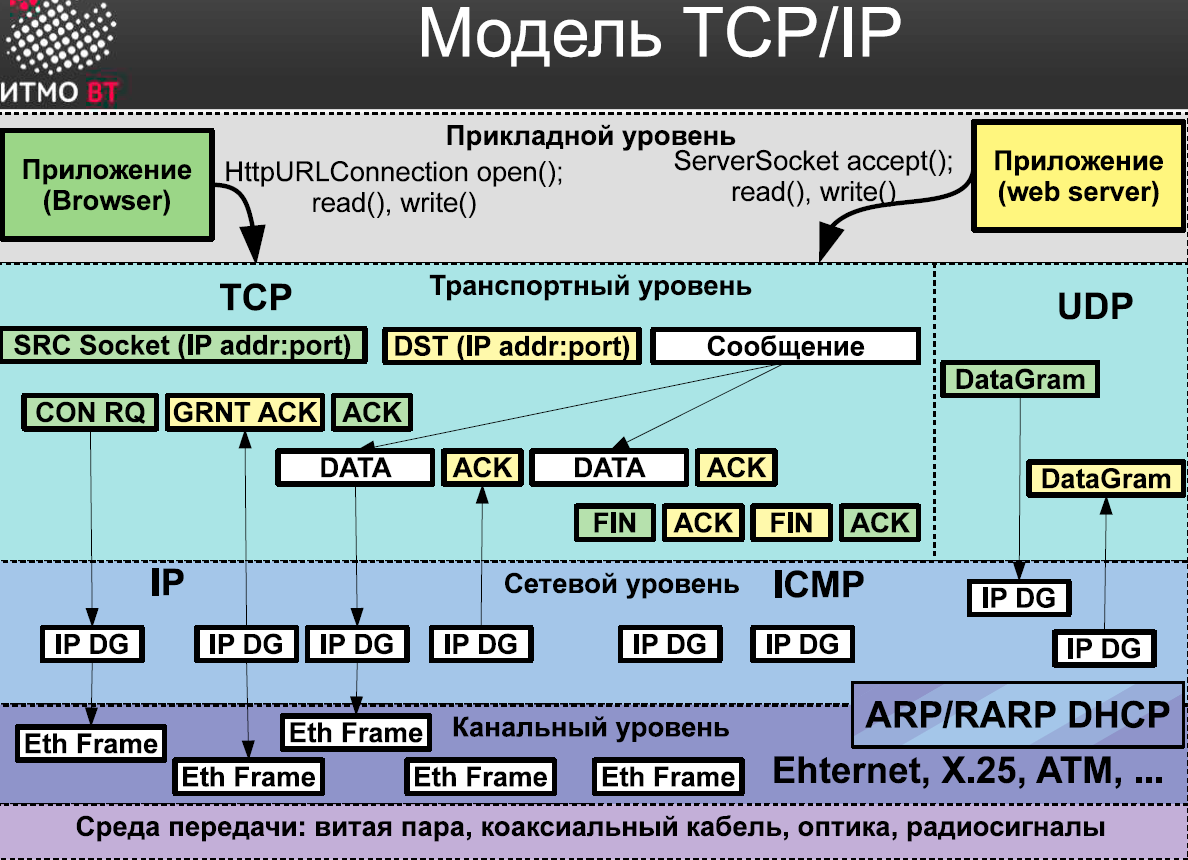 Модель TCP/IP
ИТМО ВТ
Прикладной уровень
Приложение
(Browser)
HttpURLConnection open();
read(), write()
ServerSocket accept();
read(), write()
Приложение
(web server)
TCP
Транспортный уровень
UDP
SRC Socket (IP addr:port)
DST (IP addr:port)
Сообщение
DataGram
CON RQ
GRNT ACK
ACK
DATA
ACK
DATA
ACK
DataGram
FIN
ACK
FIN
ACK
IP
Сетевой уровень
ICMP
IP DG
IP DG
IP DG
IP DG
IP DG
IP DG
IP DG
IP DG
ARP/RARP DHCP
Eth Frame
Eth Frame
Канальный уровень
Eth Frame
Eth Frame
Eth Frame
Ehternet, X.25, ATM, ...
Среда передачи: витая пара, коаксиальный кабель, оптика, радиосигналы